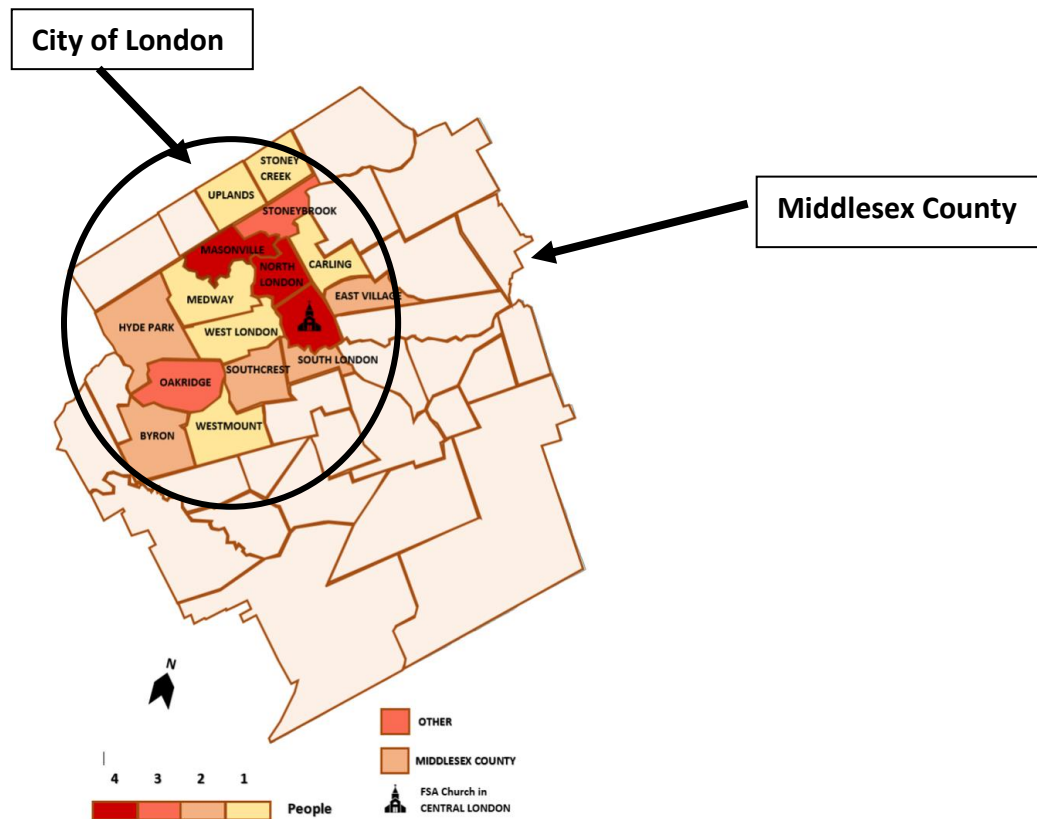 City of London
Middlesex County
STONEY
CREEK
UPLANDS
STONEYBROOK
MASONVILLE
NORTH
LONDON
CARLING
MEDWAY
EAST VILLAGE
HYDE PARK
WEST LONDON
SOUTH LONDON
SOUTHCREST
OAKRIDGE
WESTMOUNT
BYRON
N
OTHER
MIDDLESEX COUNTY
FSA Church in
CENTRAL LONDON
4 3 2 1
People